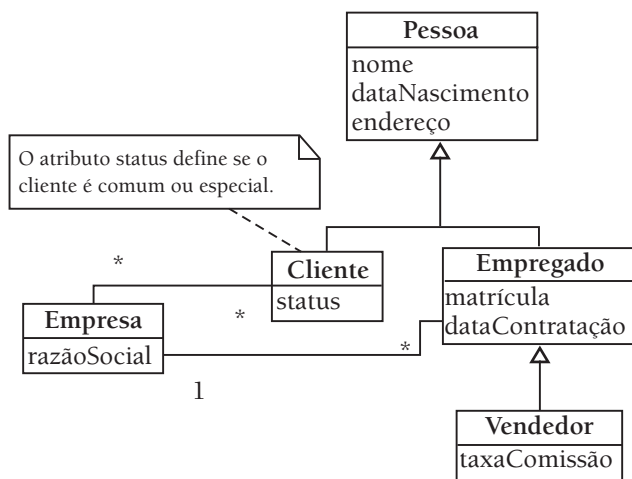 Pessoa
nome
dataNascimento
endereço
O atributo status define se o
cliente é comum ou especial.
Cliente
status
Empregado
matrícula
dataContratação
*
*
Empresa
razãoSocial
*
1
Vendedor
taxaComissão